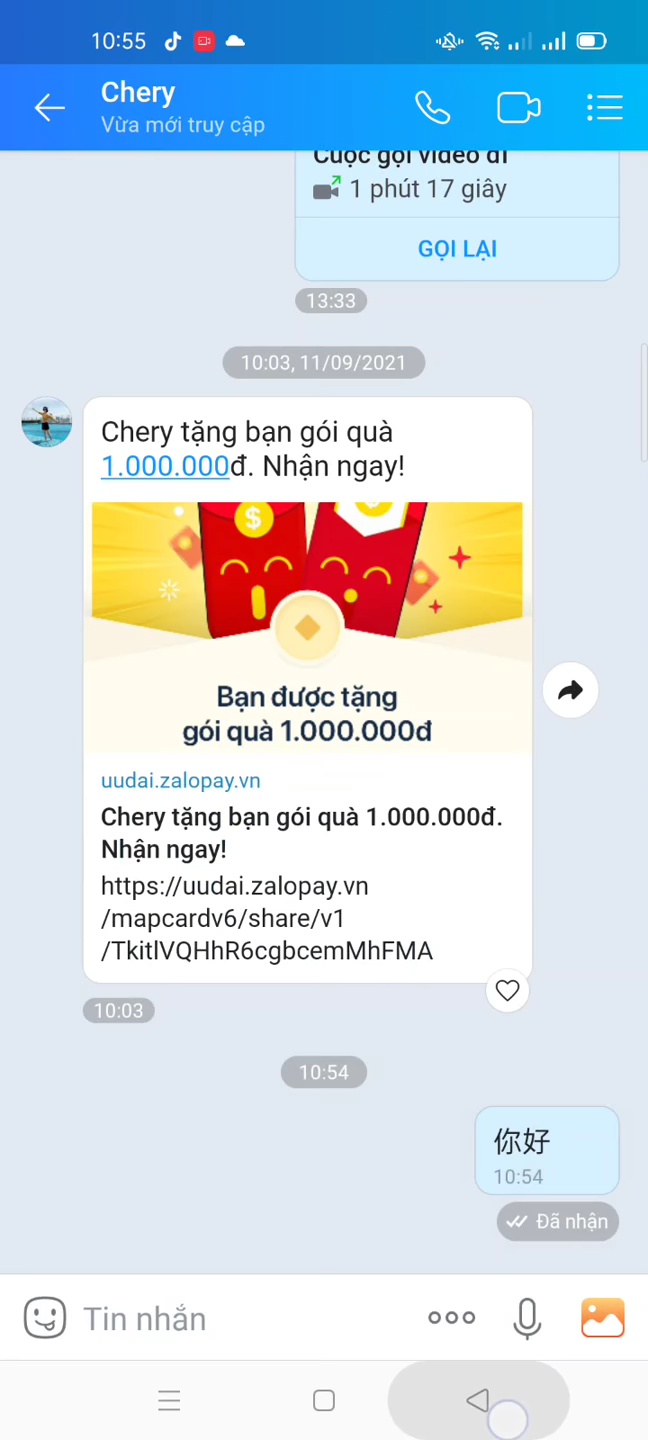 10:55
Chery
Vừa mới truy cập
Cuộc gọi video đi
1 phút 17 giây
GỌI LẠI
13:33
10:03, 11/09/2021
Chery tặng bạn gói quà
1.000.000đ. Nhận ngay!
$
$
Bạn được tặng
gói quà 1.000.000đ
uudai.zalopay.vn
Chery tặng bạn gói quà 1.000.000đ.
Nhận ngay!
https://uudai.zalopay.vn
/mapcardv6/share/v1
/TkitlVQHhR6cgbcemMhFMA
10:03
10:54
你好
10:54
Đã nhận
Tin nhắn